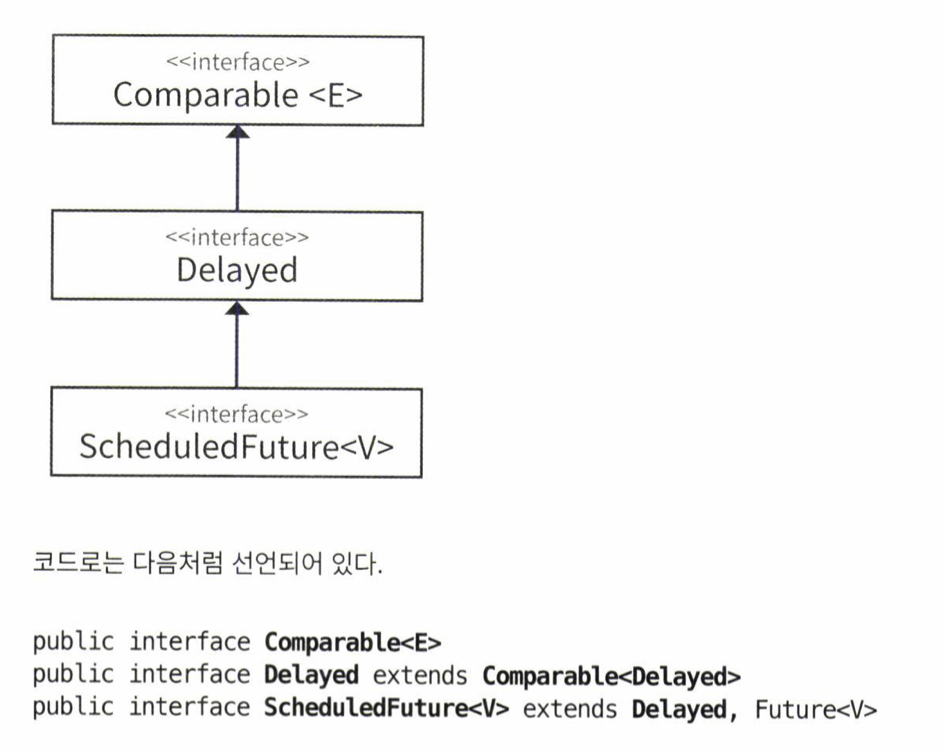 <<interface>>
Comparable <E>
<<interface>>
Delayed
<<interface>>
ScheduledFuture<V>
코드로는 다음처럼 선언되어 있다.
public interface Comparable<E>
public interface Delayed extends Comparable<Delayed>
public interface ScheduledFuture<V> extends Delayed, Future<V>